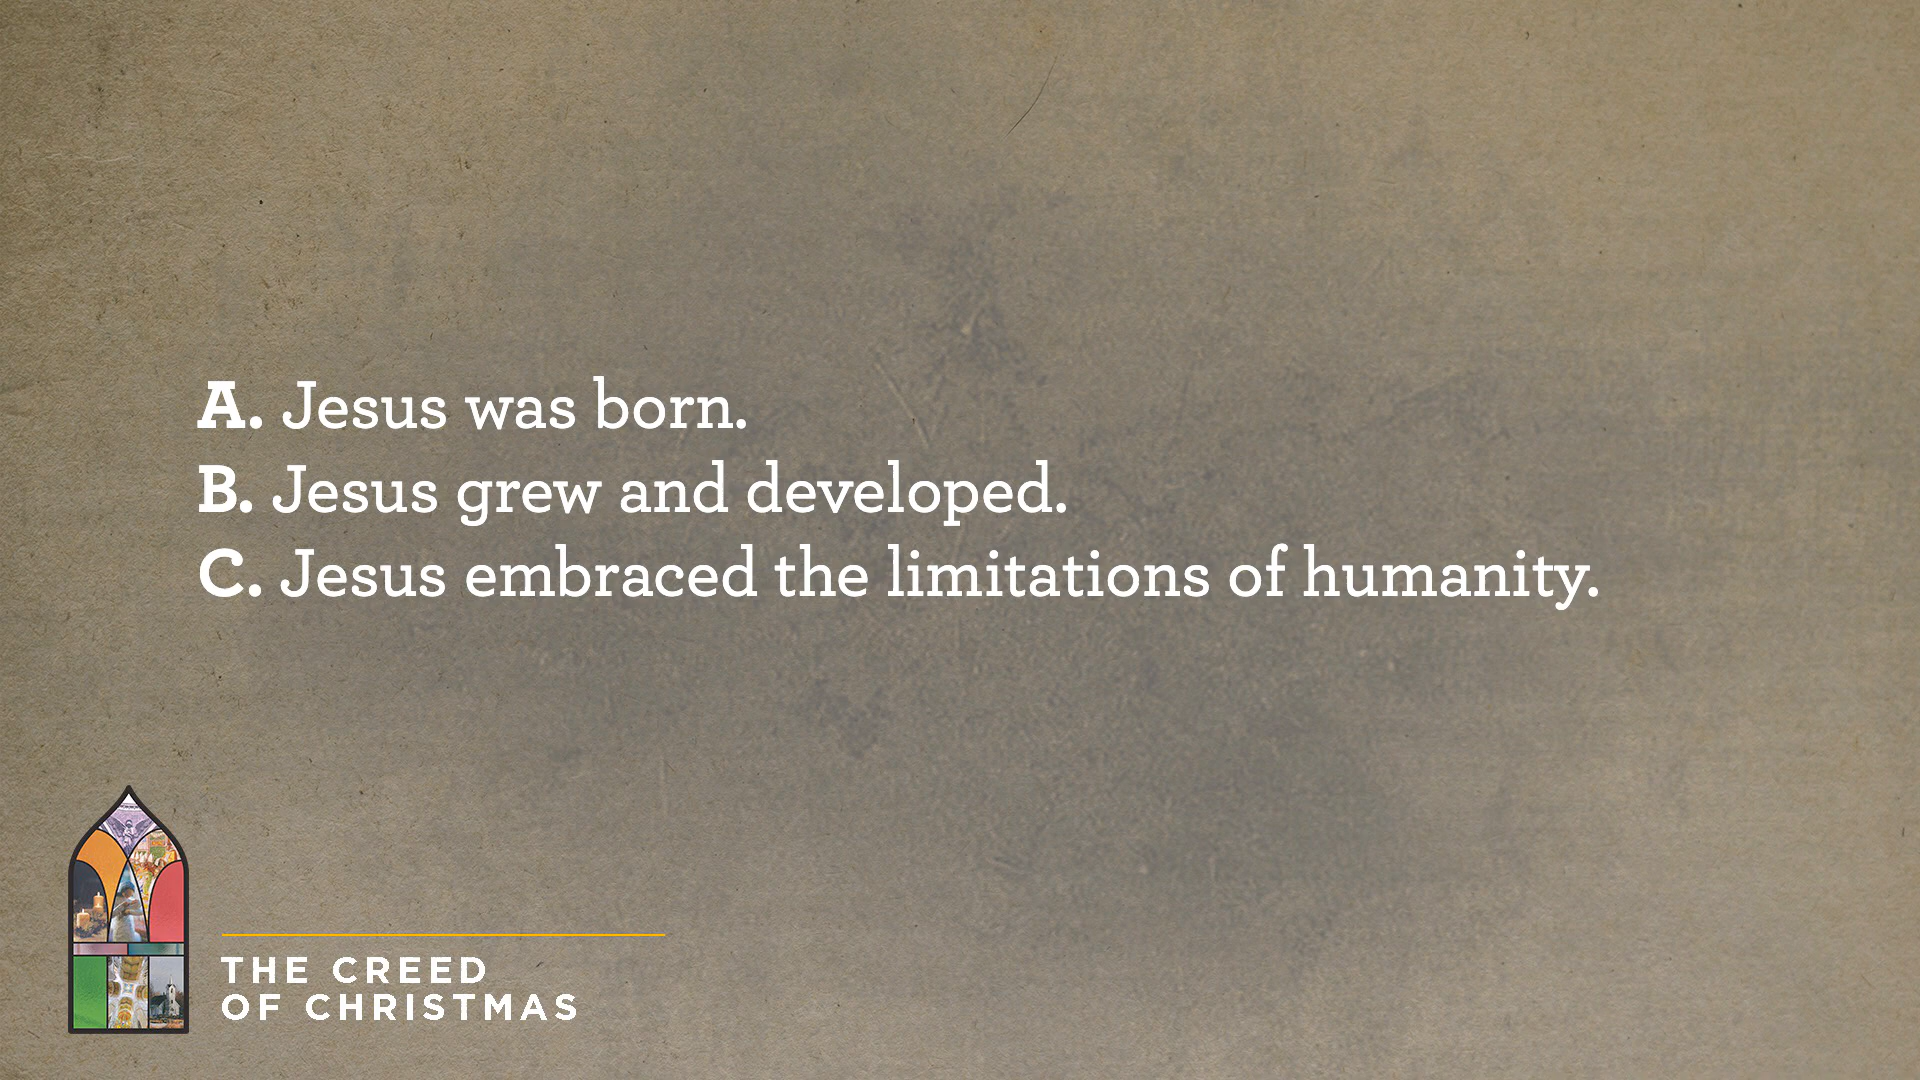 A. Jesus was born.
B. Jesus grew and developed.
C. Jesus embraced the limitations of humanity.
THE CREED
OF CHRISTMAS